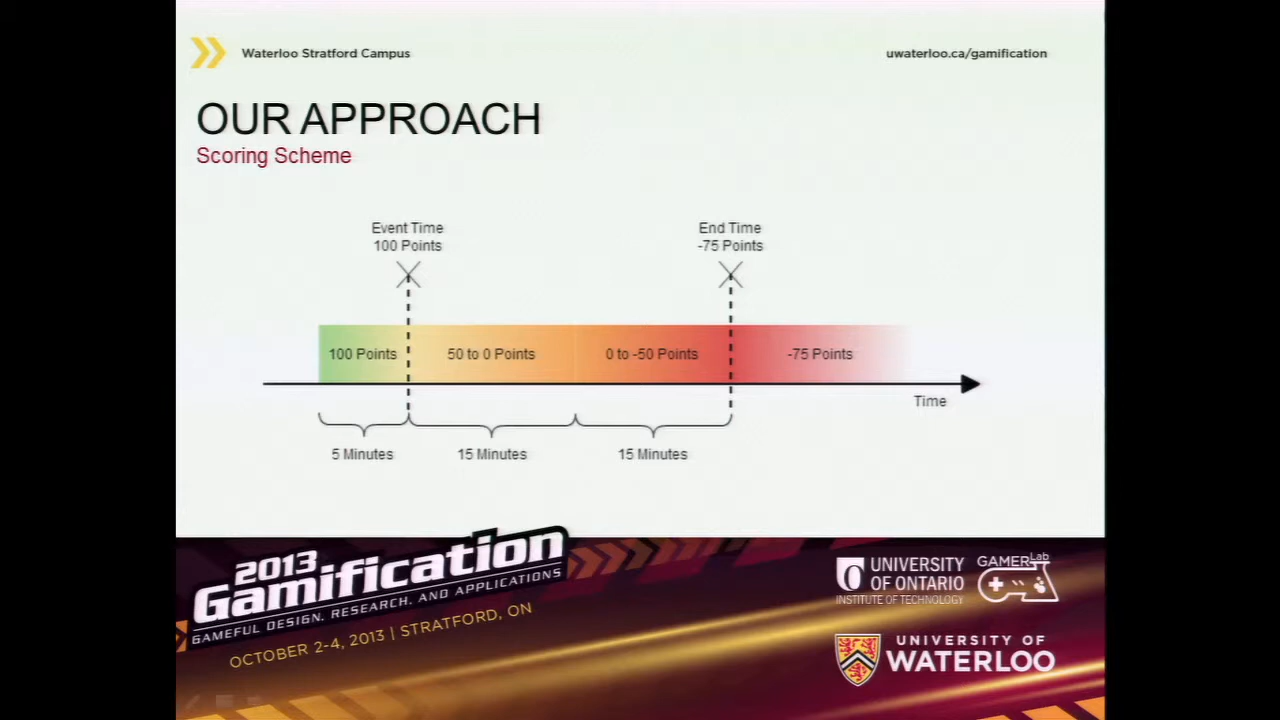 Waterloo Stratford Campus
uwaterloo.ca/gamification
OUR APPROACH
Scoring Scheme
Event Time
100 Points
End Time
-75 Points
100 Points
50 to 0 Points
0 to -50 Points
-75 Points
Time
5 Minutes
15 Minutes
15 Minutes
2013
Gamification
GAMEFUL DESIGN, RESEARCH, AND APPLICATIONS
OCTOBER 2-4, 2013 | STRATFORD, ON
UNIVERSITY
OF ONTARIO
INSTITUTE OF TECHNOLOGY
GAMERLab
UNIVERSITY OF
WATERLOO